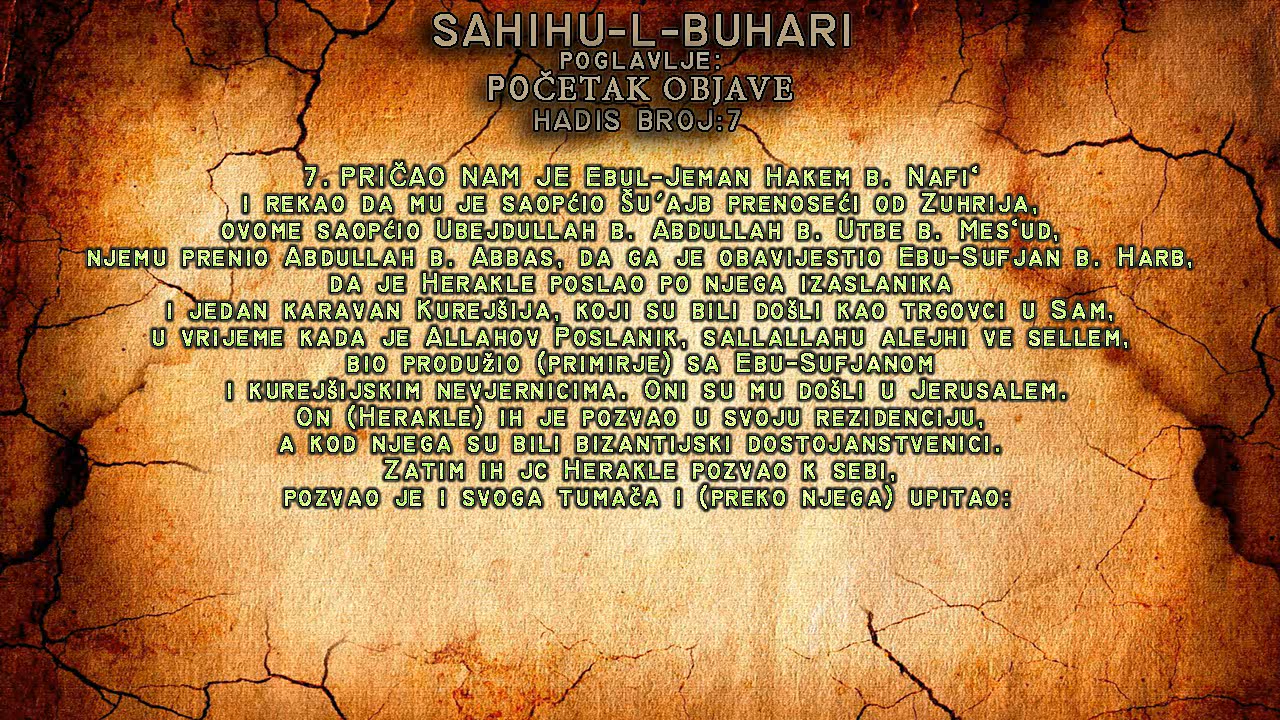 SAHIHU-L-BUHARI
POGLAVLJE:
POČETAK OBJAVE
HADIS BROJ:7
7. PRIČAO NAM JE Ebul-Jeman Hakem b. Nafi‘
i rekao da mu je saopćio Šu’ajb prenoseći od Zuhrija,
ovome saopćio Ubejdullah b. Abdullah b. Utbe b. Mes‘ud,
njemu prenio Abdullah b. Abbas, da ga je obavijestio Ebu-Sufjan b. Harb,
da je Herakle poslao po njega izaslanika
i jedan karavan Kurejšija, koji su bili došli kao trgovci u Sam,
u vrijeme kada je Allahov Poslanik, sallallahu alejhi ve sellem,
bio produžio (primirje) sa Ebu-Sufjanom
i kurejšijskim nevjernicima. Oni su mu došli u Jerusalem.
On (Herakle) ih je pozvao u svoju rezidenciju,
a kod njega su bili bizantijski dostojanstvenici.
Zatim ih jc Herakle pozvao k sebi,
pozvao je i svoga tumača i (preko njega) upitao: